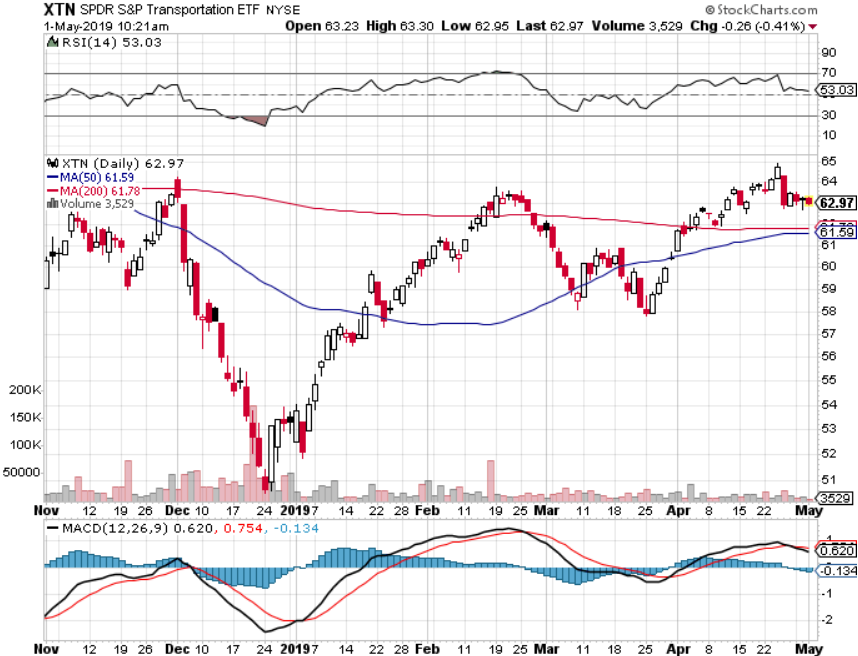 XTN SPDR S&P Transportation ETF NYSE © StockCharts.com
1-May-2019 10:21am Open 63.23 High 63.30 Low 62.95 Last 62.97 Volume 3,529 Chg -0.26 (-0.41%)
RSI(14) 53.03
90
70
53.03
30
10
XTN (Daily) 62.97
MA(50) 61.59
MA(200) 61.78
Volume 3,529
65
64
62.97
61.59
61
60
59
58
57
56
55
54
53
52
51
200K
150K
100K
50000
3529
Nov 12 19 26 Dec 10 17 24 2019 7 14 22 Feb 11 19 25 Mar 11 18 25 Apr 8 15 22 May
MACD(12,26,9) 0.620, 0.754, -0.134
1
0.620
-0.134
-1
-2
Nov 12 19 26 Dec 10 17 24 2019 7 14 22 Feb 11 19 25 Mar 11 18 25 Apr 8 15 22 May